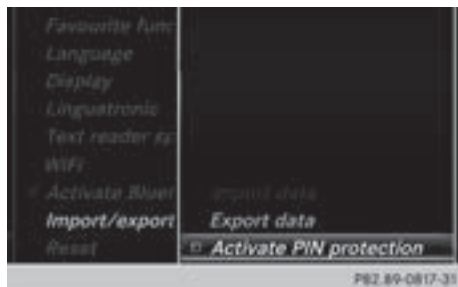 Favourite func
Language
Display
Linguatronic
Text reader sp
WiFi
Activate Bluet
Import/export
Reset
Import data
Export data
Activate PIN protection
P82.89-0817-31